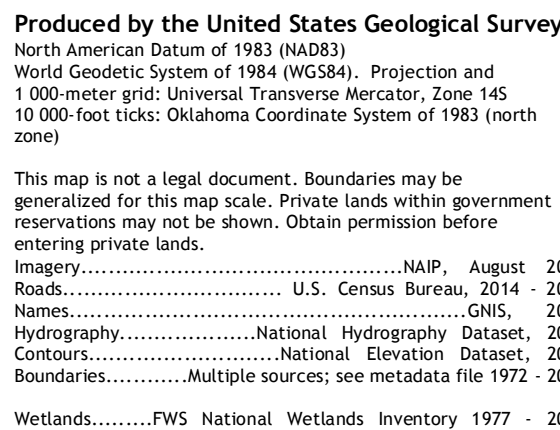 Produced by the United States Geological Survey
North American Datum of 1983 (NAD83)
World Geodetic System of 1984 (WGS84). Projection and
1 000-meter grid: Universal Transverse Mercator, Zone 14S
10 000-foot ticks: Oklahoma Coordinate System of 1983 (north
zone)
This map is not a legal document. Boundaries may be
generalized for this map scale. Private lands within government
reservations may not be shown. Obtain permission before
entering private lands.
Imagery..............................................NAIP, August
Roads............................... U.S. Census Bureau, 2014 -
Names........................................................GNIS,
Hydrography....................National Hydrography Dataset,
Contours...........................National Elevation Dataset,
Boundaries............Multiple sources; see metadata file 1972 -
Wetlands.........FWS National Wetlands Inventory 1977 -